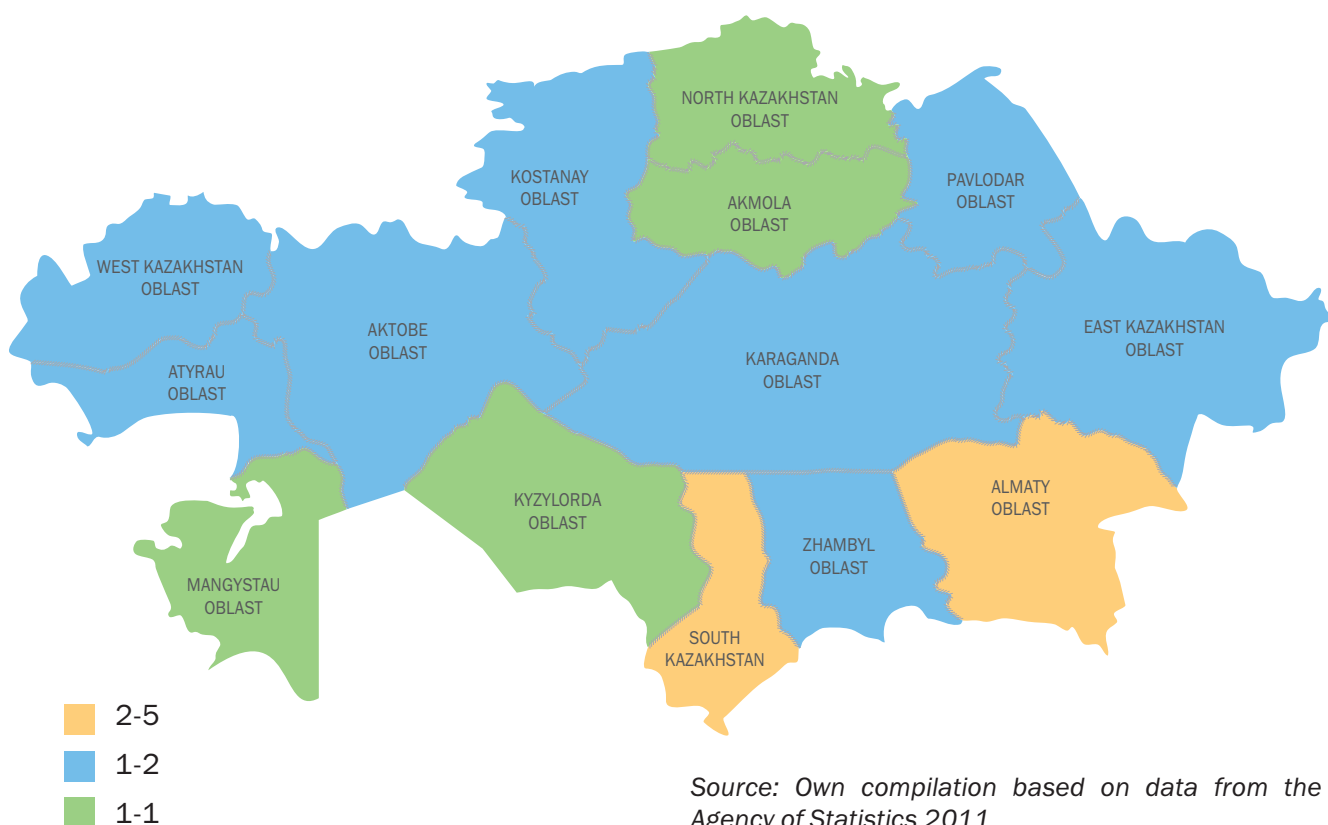 NORTH KAZAKHSTAN
OBLAST
KOSTANAY
OBLAST
PAVLODAR
OBLAST
AKMOLA
OBLAST
WEST KAZAKHSTAN
OBLAST
AKTOBE
OBLAST
EAST KAZAKHSTAN
OBLAST
KARAGANDA
OBLAST
ATYRAU
OBLAST
ALMATY
OBLAST
KYZYLORDA
OBLAST
ZHAMBYL
OBLAST
MANGYSTAU
OBLAST
SOUTH
KAZAKHSTAN
2-5
1-2
1-1
Source: Own compilation based on data from the
Agency of Statistics 2011